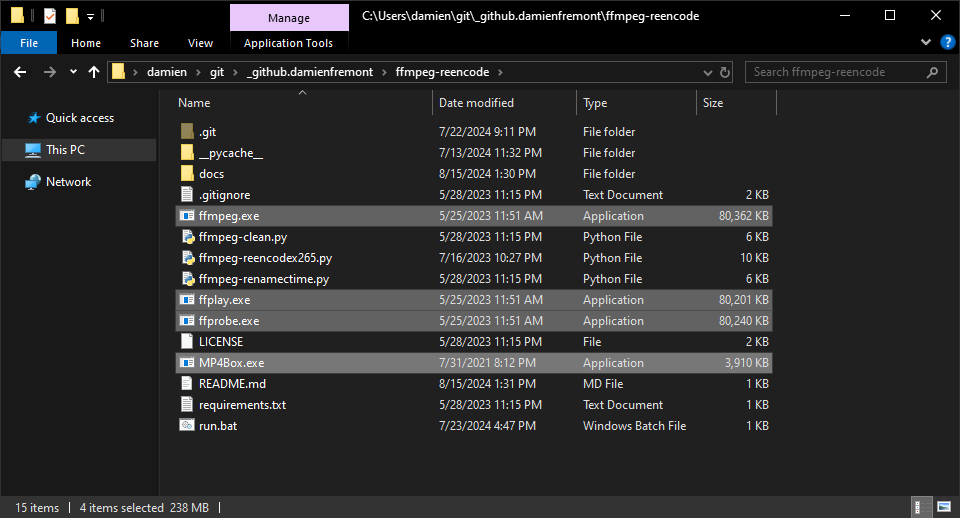 Manage
C:\Users\damien\git\_github.damienfremont\ffmpeg-reencode
File Home Share View Application Tools
damien git _github.damienfremont ffmpeg-reencode
Search ffmpeg-reencode
Quick access
This PC
Network
Name Date modified Type Size
.git 7/22/2024 9:11 PM File folder
__pycache__ 7/13/2024 11:32 PM File folder
docs 8/15/2024 1:30 PM File folder
.gitignore 5/28/2023 11:15 PM Text Document 2 KB
ffmpeg.exe 5/25/2023 11:51 AM Application 80,362 KB
ffmpeg-clean.py 5/28/2023 11:15 PM Python File 6 KB
ffmpeg-reencodex265.py 7/16/2023 10:27 PM Python File 10 KB
ffmpeg-renamectime.py 5/28/2023 11:15 PM Python File 6 KB
ffplay.exe 5/25/2023 11:51 AM Application 80,201 KB
ffprobe.exe 5/25/2023 11:51 AM Application 80,240 KB
LICENSE 5/28/2023 11:15 PM File 2 KB
MP4Box.exe 7/31/2021 8:12 PM Application 3,910 KB
README.md 8/15/2024 1:31 PM MD File 1 KB
requirements.txt 5/28/2023 11:15 PM Text Document 1 KB
run.bat 7/23/2024 4:47 PM Windows Batch File 1 KB
15 items 4 items selected 238 MB